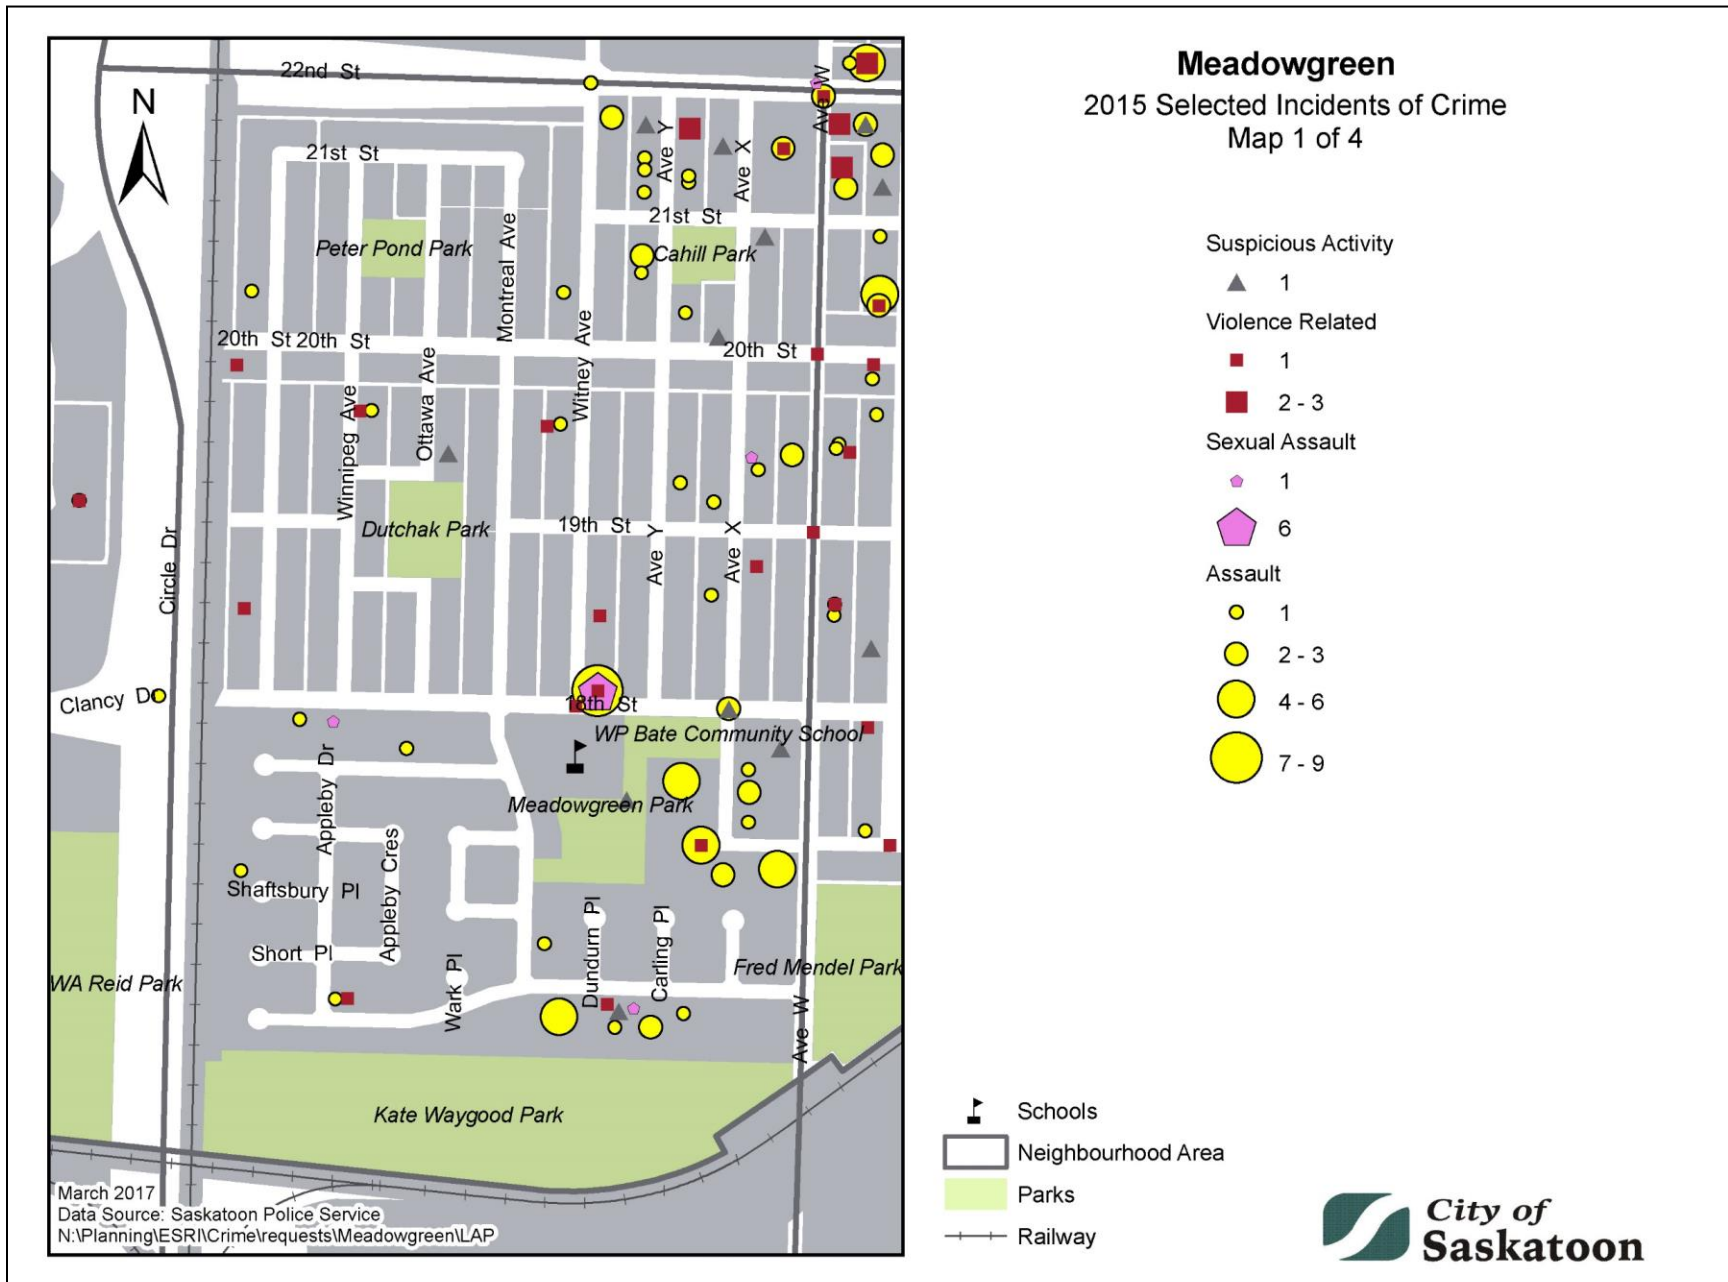 Meadowgreen
2015 Selected Incidents of Crime
Map 1 of 4
22nd St
N
Ave W
Ave Y
Ave X
21st St
21st St
Peter Pond Park
Cahill Park
Montreal Ave
20th St
20th St
20th St
Witney Ave
Ottawa Ave
Winnipeg Ave
Dutchak Park
19th St
Ave Y
Ave X
Circle Dr
Clancy Dr
18th St
WP Bate Community School
Appleby Dr
Meadowgreen Park
Appleby Cres
Shaftsbury Pl
Short Pl
Wark Pl
Dundurn Pl
Carling Pl
Fred Mendel Park
WA Reid Park
Ave W
Kate Waygood Park
March 2017
Data Source: Saskatoon Police Service
N:\Planning\ESRI\Crime\requests\Meadowgreen\LAP
Suspicious Activity
1
Violence Related
1
2 - 3
Sexual Assault
1
6
Assault
1
2 - 3
4 - 6
7 - 9
Schools
Neighbourhood Area
Parks
Railway
City of
Saskatoon